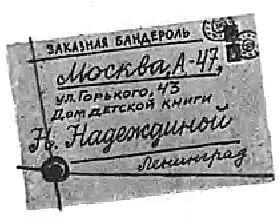 ЗАКАЗНАЯ БАНДЕРОЛЬ
Москва, А-47,
ул. Горького, 43
Дом детской книги
Н. Надеждиной
Ленинград